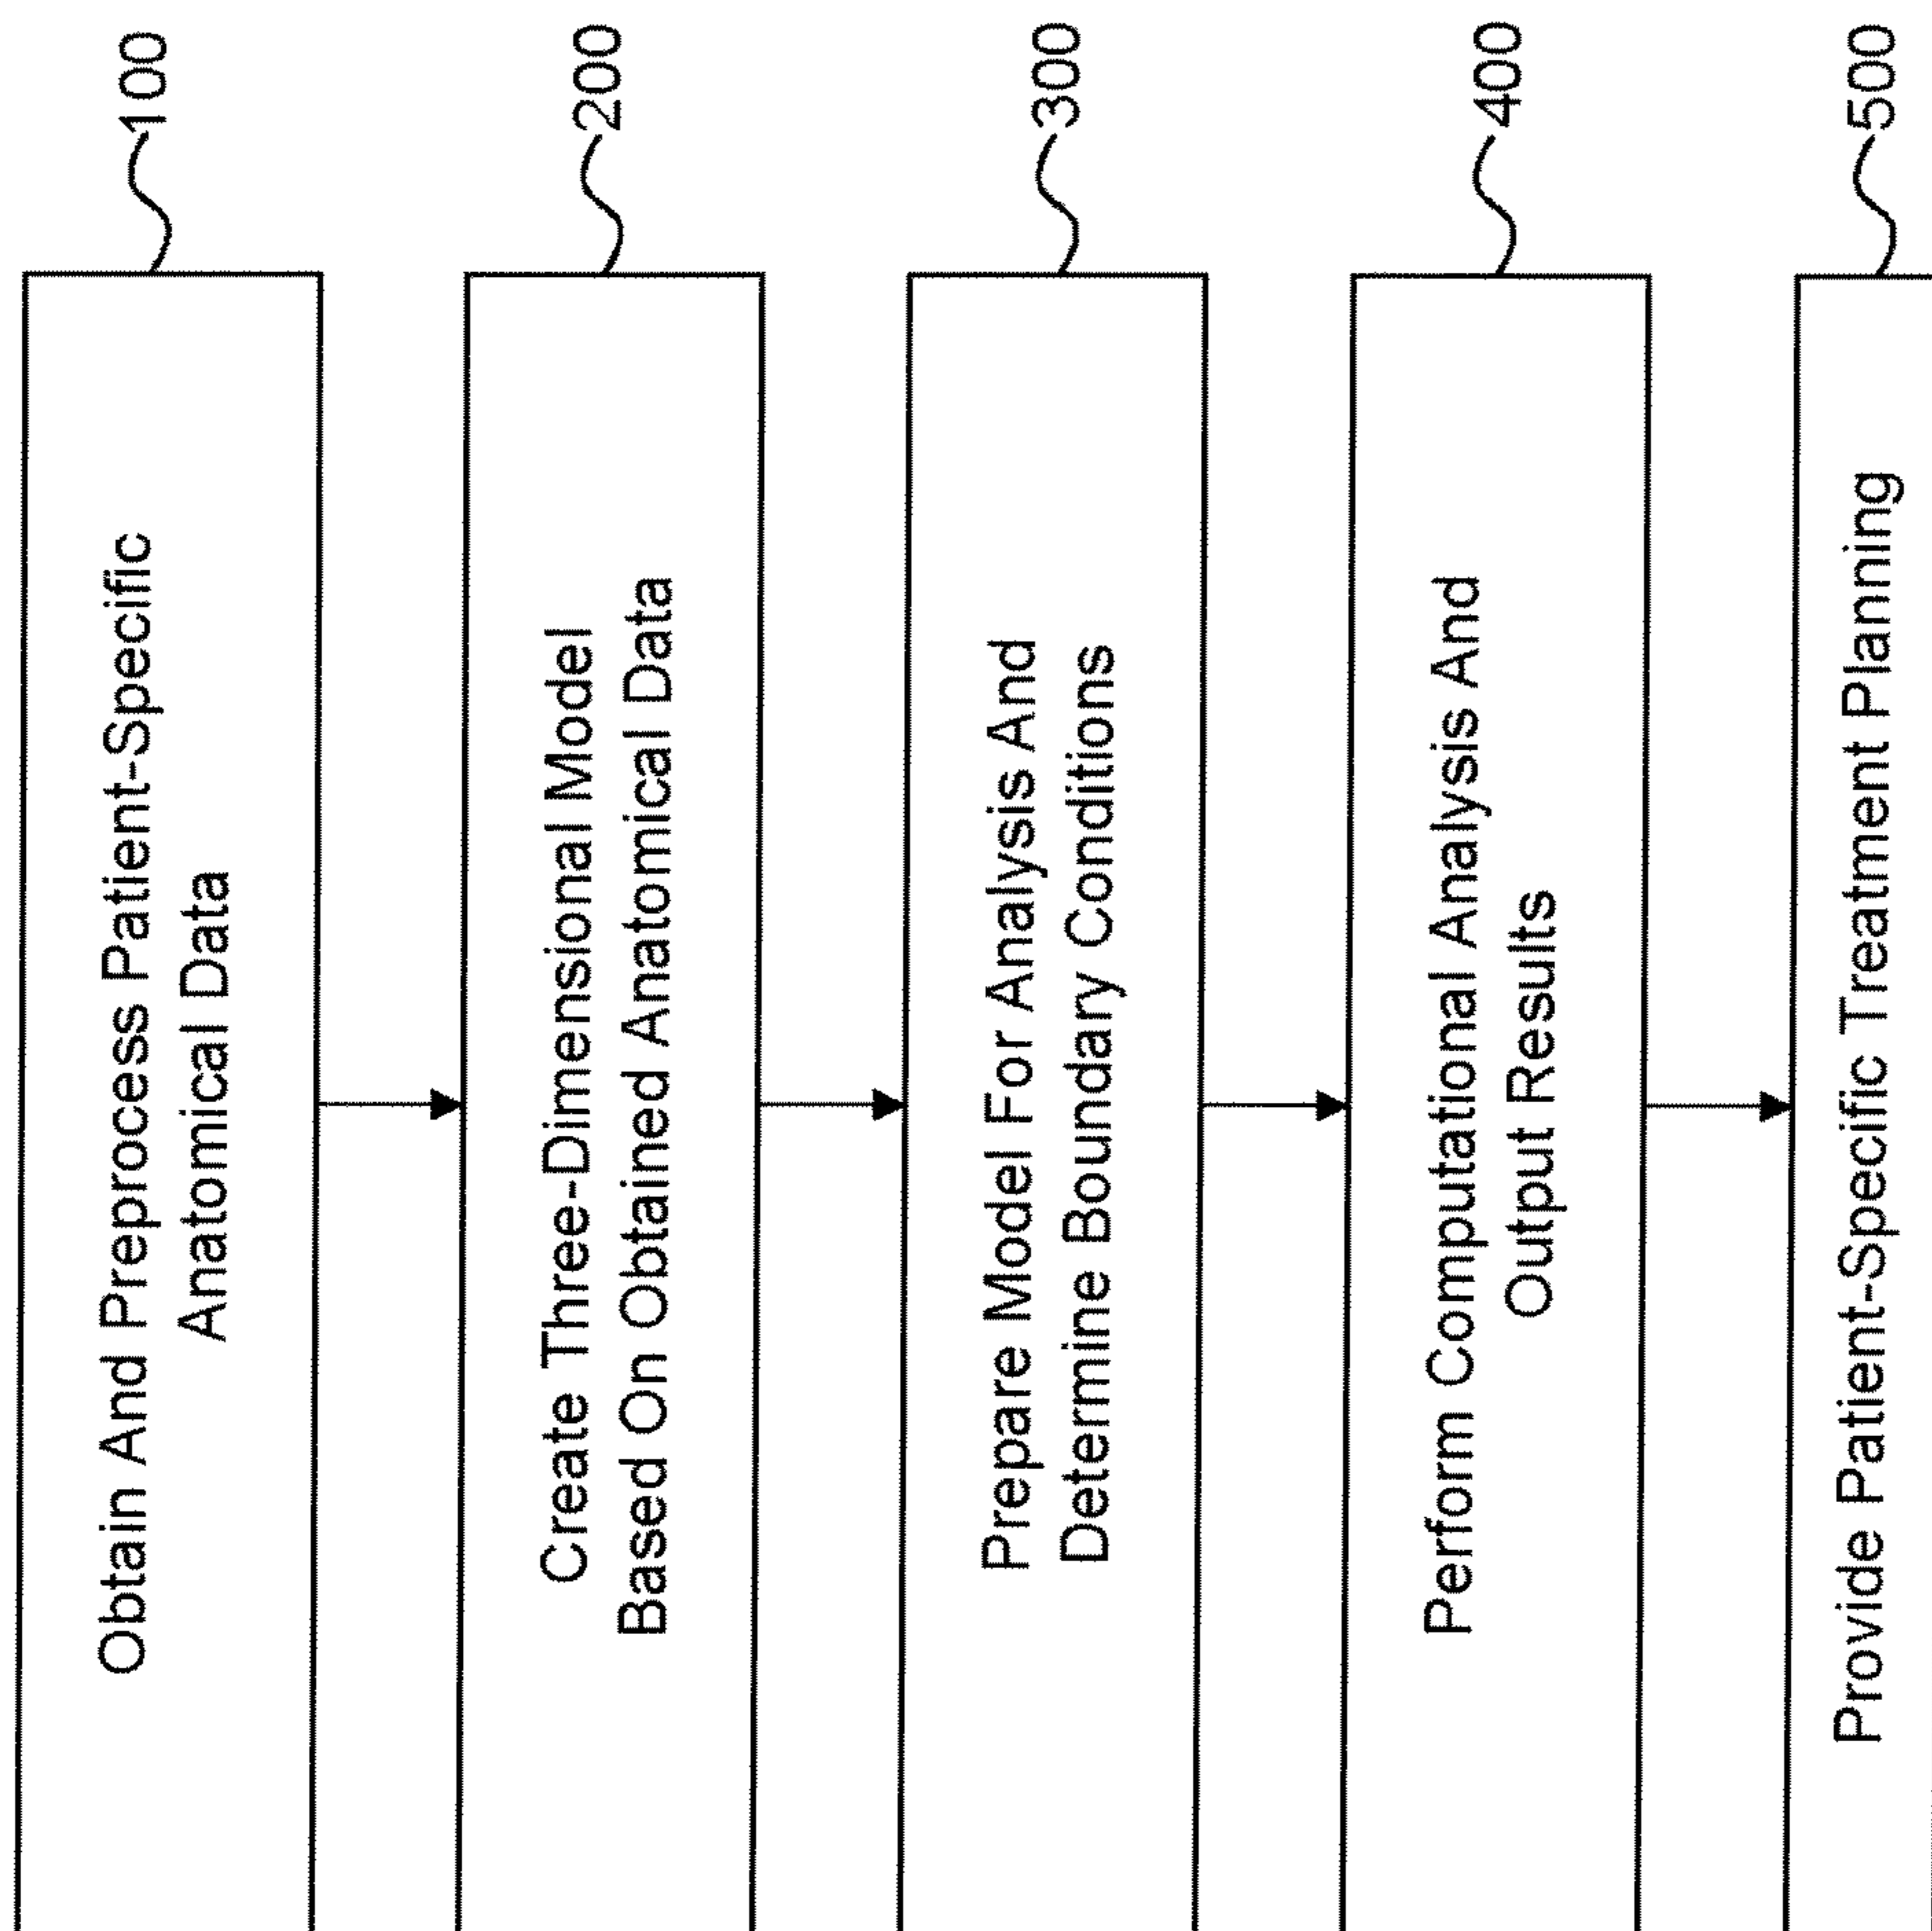 Obtain And Preprocess Patient-Specific
Anatomical Data
100
Create Three-Dimensional Model
Based On Obtained Anatomical Data
200
Prepare Model For Analysis And
Determine Boundary Conditions
300
Perform Computational Analysis And
Output Results
400
Provide Patient-Specific Treatment Planning
500